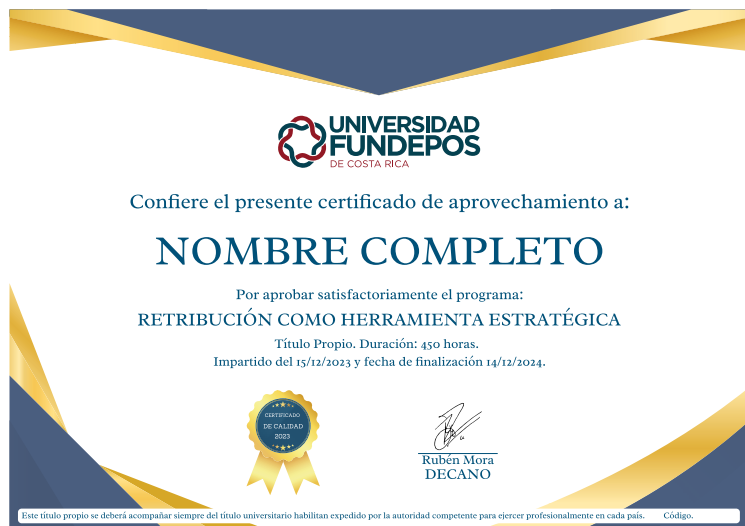 UNIVERSIDAD
FUNDEPOS
DE COSTA RICA
Confiere el presente certificado de aprovechamiento a:
NOMBRE COMPLETO
Por aprobar satisfactoriamente el programa:
RETRIBUCIÓN COMO HERRAMIENTA ESTRATÉGICA
Título Propio. Duración: 450 horas.
Impartido del 15/12/2023 y fecha de finalización 14/12/2024.
CERTIFICADO
DE CALIDAD
2023
Rubén Mora
DECANO
Este título propio se deberá acompañar siempre del título universitario habilitan expedido por la autoridad competente para ejercer profesionalmente en cada país. Código.